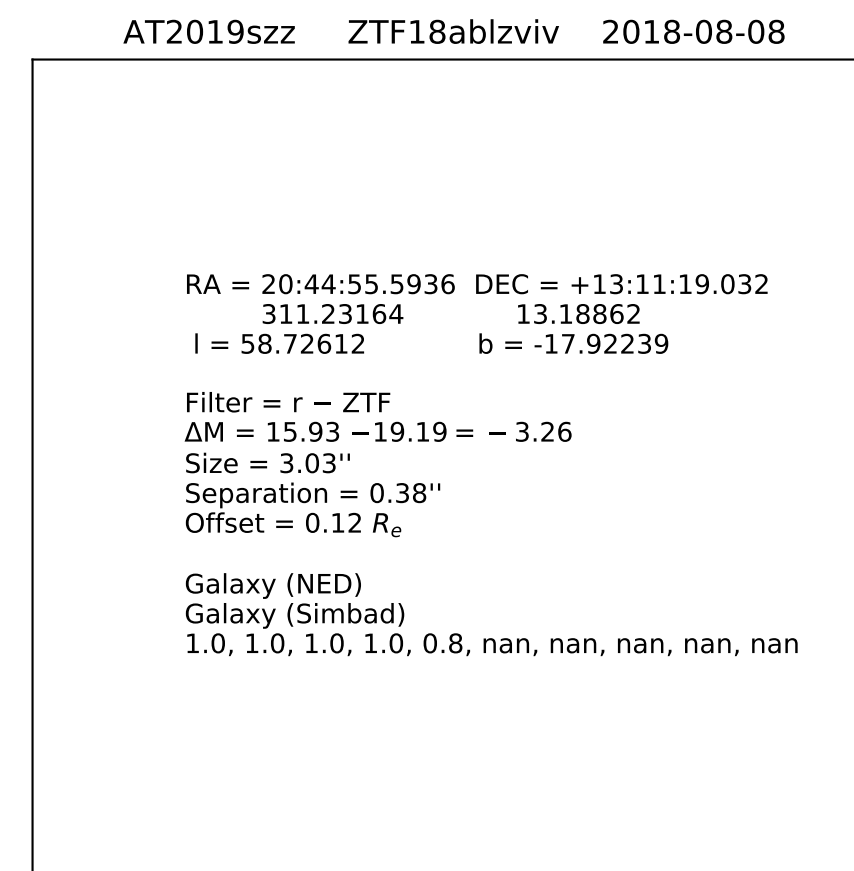 AT2019szz ZTF18ablzviv 2018-08-08
RA = 20:44:55.5936 DEC = +13:11:19.032
311.23164 13.18862
l = 58.72612 b = -17.92239
Filter = r − ZTF
ΔM = 15.93 −19.19 = − 3.26
Size = 3.03''
Separation = 0.38''
Offset = 0.12 Re
Galaxy (NED)
Galaxy (Simbad)
1.0, 1.0, 1.0, 1.0, 0.8, nan, nan, nan, nan, nan